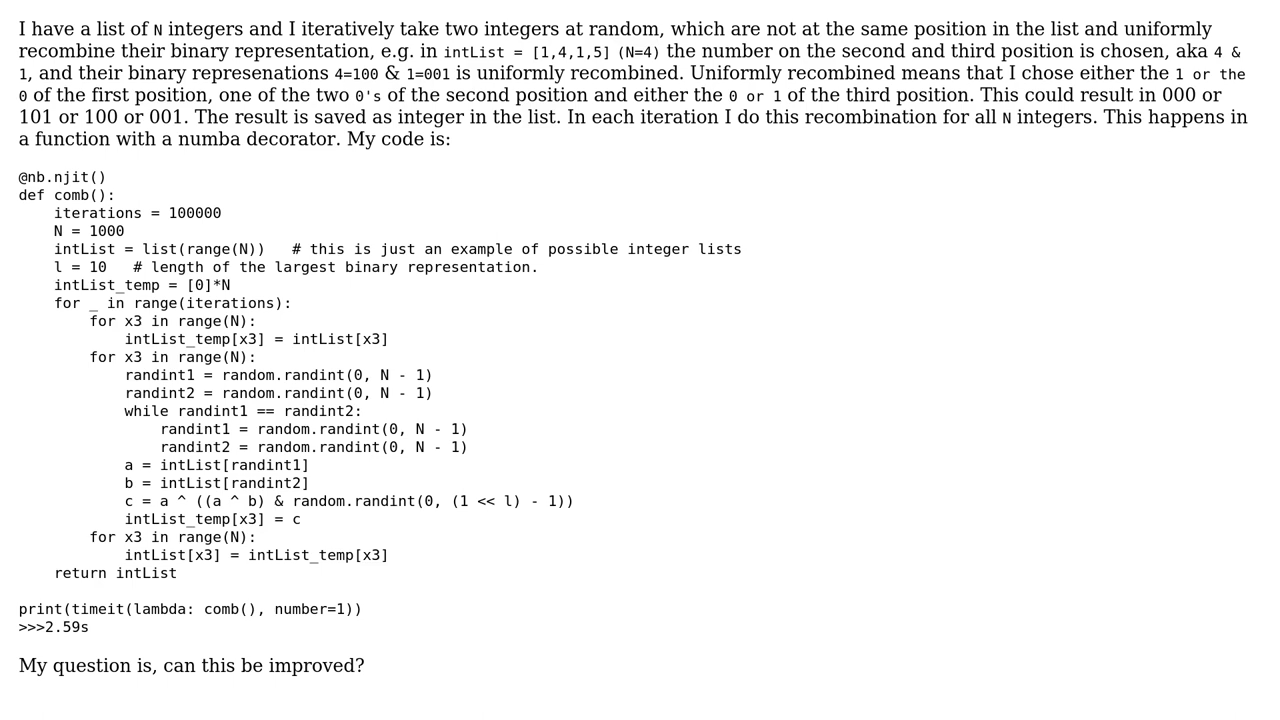 I have a list of N integers and I iteratively take two integers at random, which are not at the same position in the list and uniformly
recombine their binary representation, e.g. in intList = [1,4,1,5] (N=4) the number on the second and third position is chosen, aka 4 &
1, and their binary represenations 4=100 & 1=001 is uniformly recombined. Uniformly recombined means that I chose either the 1 or the
0 of the first position, one of the two 0's of the second position and either the 0 or 1 of the third position. This could result in 000 or
101 or 100 or 001. The result is saved as integer in the list. In each iteration I do this recombination for all N integers. This happens in
a function with a numba decorator. My code is:
@nb.njit()
def comb():
    iterations = 100000
    N = 1000
    intList = list(range(N))   # this is just an example of possible integer lists
    l = 10   # length of the largest binary representation.
    intList_temp = [0]*N
    for _ in range(iterations):
        for x3 in range(N):
            intList_temp[x3] = intList[x3]
        for x3 in range(N):
            randint1 = random.randint(0, N - 1)
            randint2 = random.randint(0, N - 1)
            while randint1 == randint2:
                randint1 = random.randint(0, N - 1)
                randint2 = random.randint(0, N - 1)
            a = intList[randint1]
            b = intList[randint2]
            c = a ^ ((a ^ b) & random.randint(0, (1 << l) - 1))
            intList_temp[x3] = c
        for x3 in range(N):
            intList[x3] = intList_temp[x3]
    return intList
print(timeit(lambda: comb(), number=1))
>>>2.59s
My question is, can this be improved?